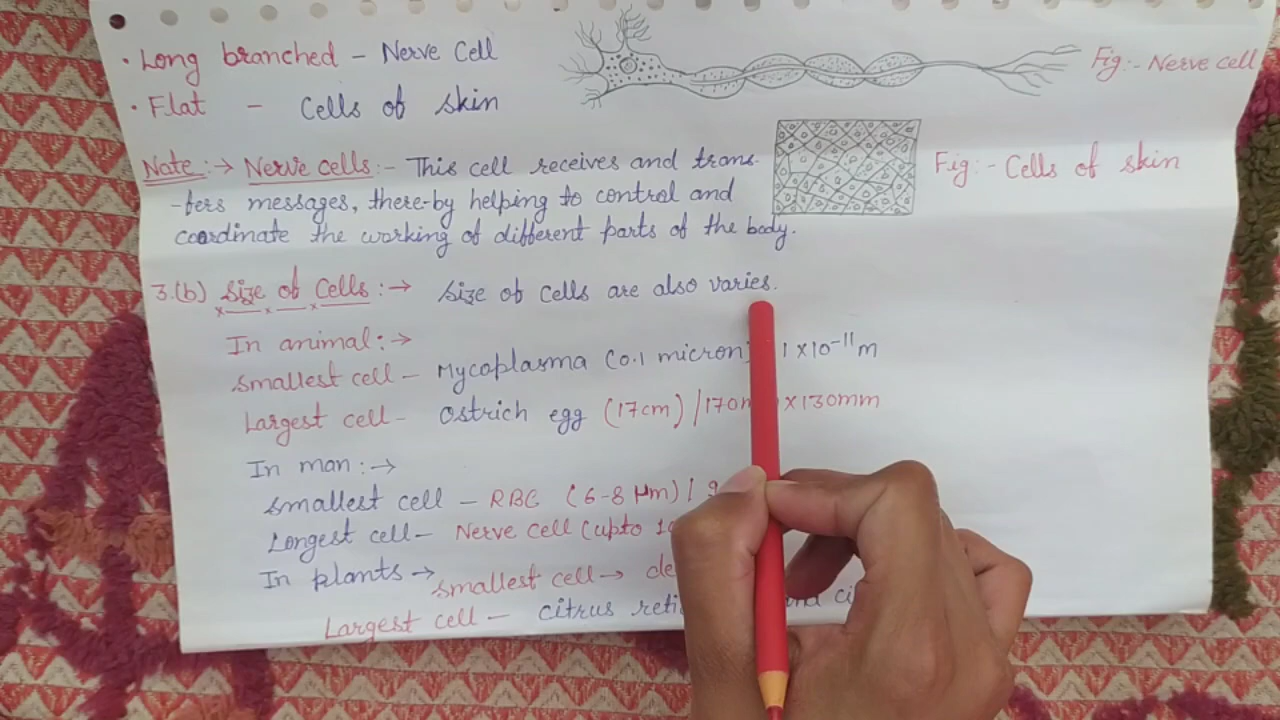 • Long branched – Nerve Cell
Fig:- Nerve cell
• Flat – Cells of skin
Fig:- Cells of skin
Note:→ Nerve cells:- This cell receives and trans-
-fers messages, there-by helping to control and
coordinate the working of different parts of the body.
3.(b) Size of Cells:→ Size of cells are also varies.
In animal:→
Smallest cell – Mycoplasma (0.1 micron) 1×10⁻¹¹m
Largest cell – Ostrich egg (17cm) / ×130mm
In man:→
Smallest cell – RBC (6-8 μm) /
Longest cell – Nerve cell (upto
In plants → smallest cell →
Largest cell – citrus